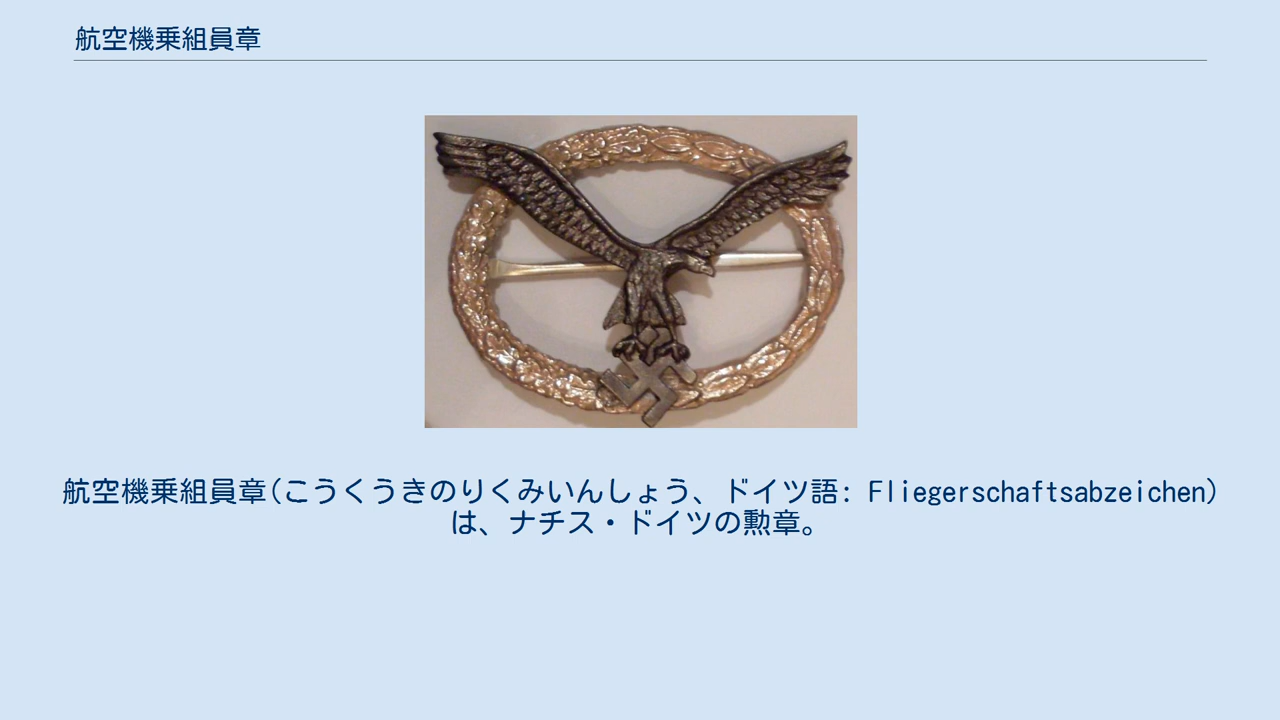 航空機乗組員章
航空機乗組員章(こうくうきのりくみいんしょう、ドイツ語: Fliegerschaftsabzeichen)
は、ナチス・ドイツの勲章。